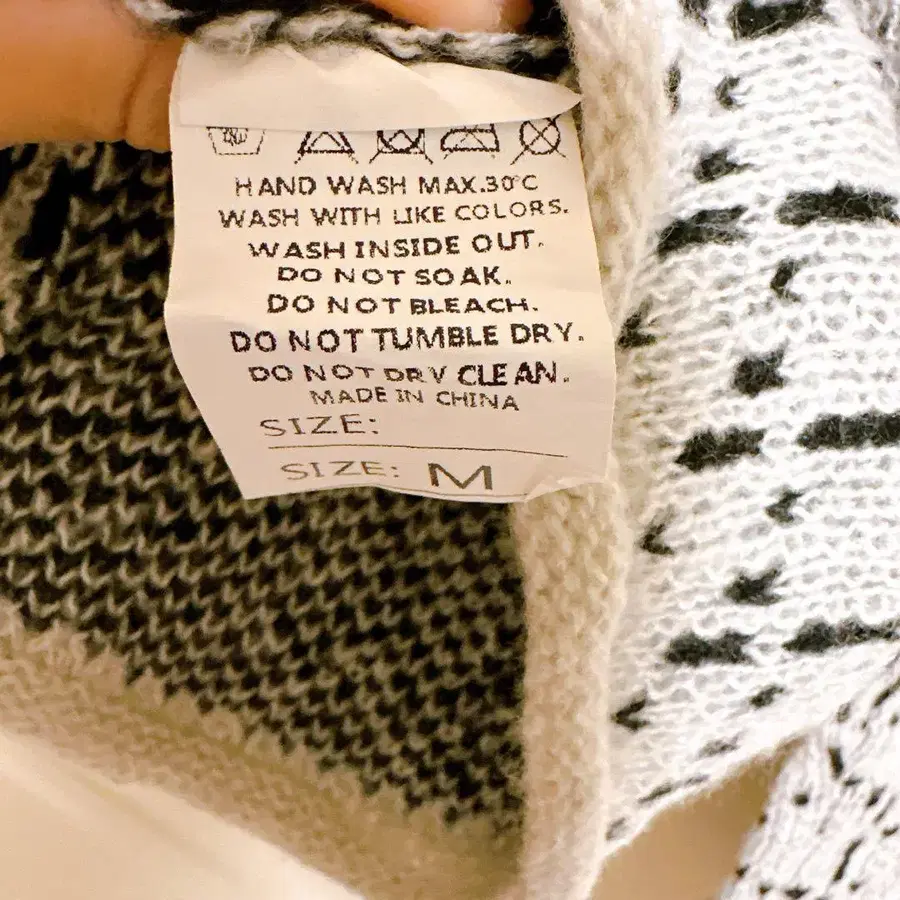 HAND WASH MAX.30°C
WASH WITH LIKE COLORS.
WASH INSIDE OUT.
DO NOT SOAK.
DO NOT BLEACH.
DO NOT TUMBLE DRY.
DO NOT DRY CLEAN.
MADE IN CHINA
SIZE:
SIZE: M